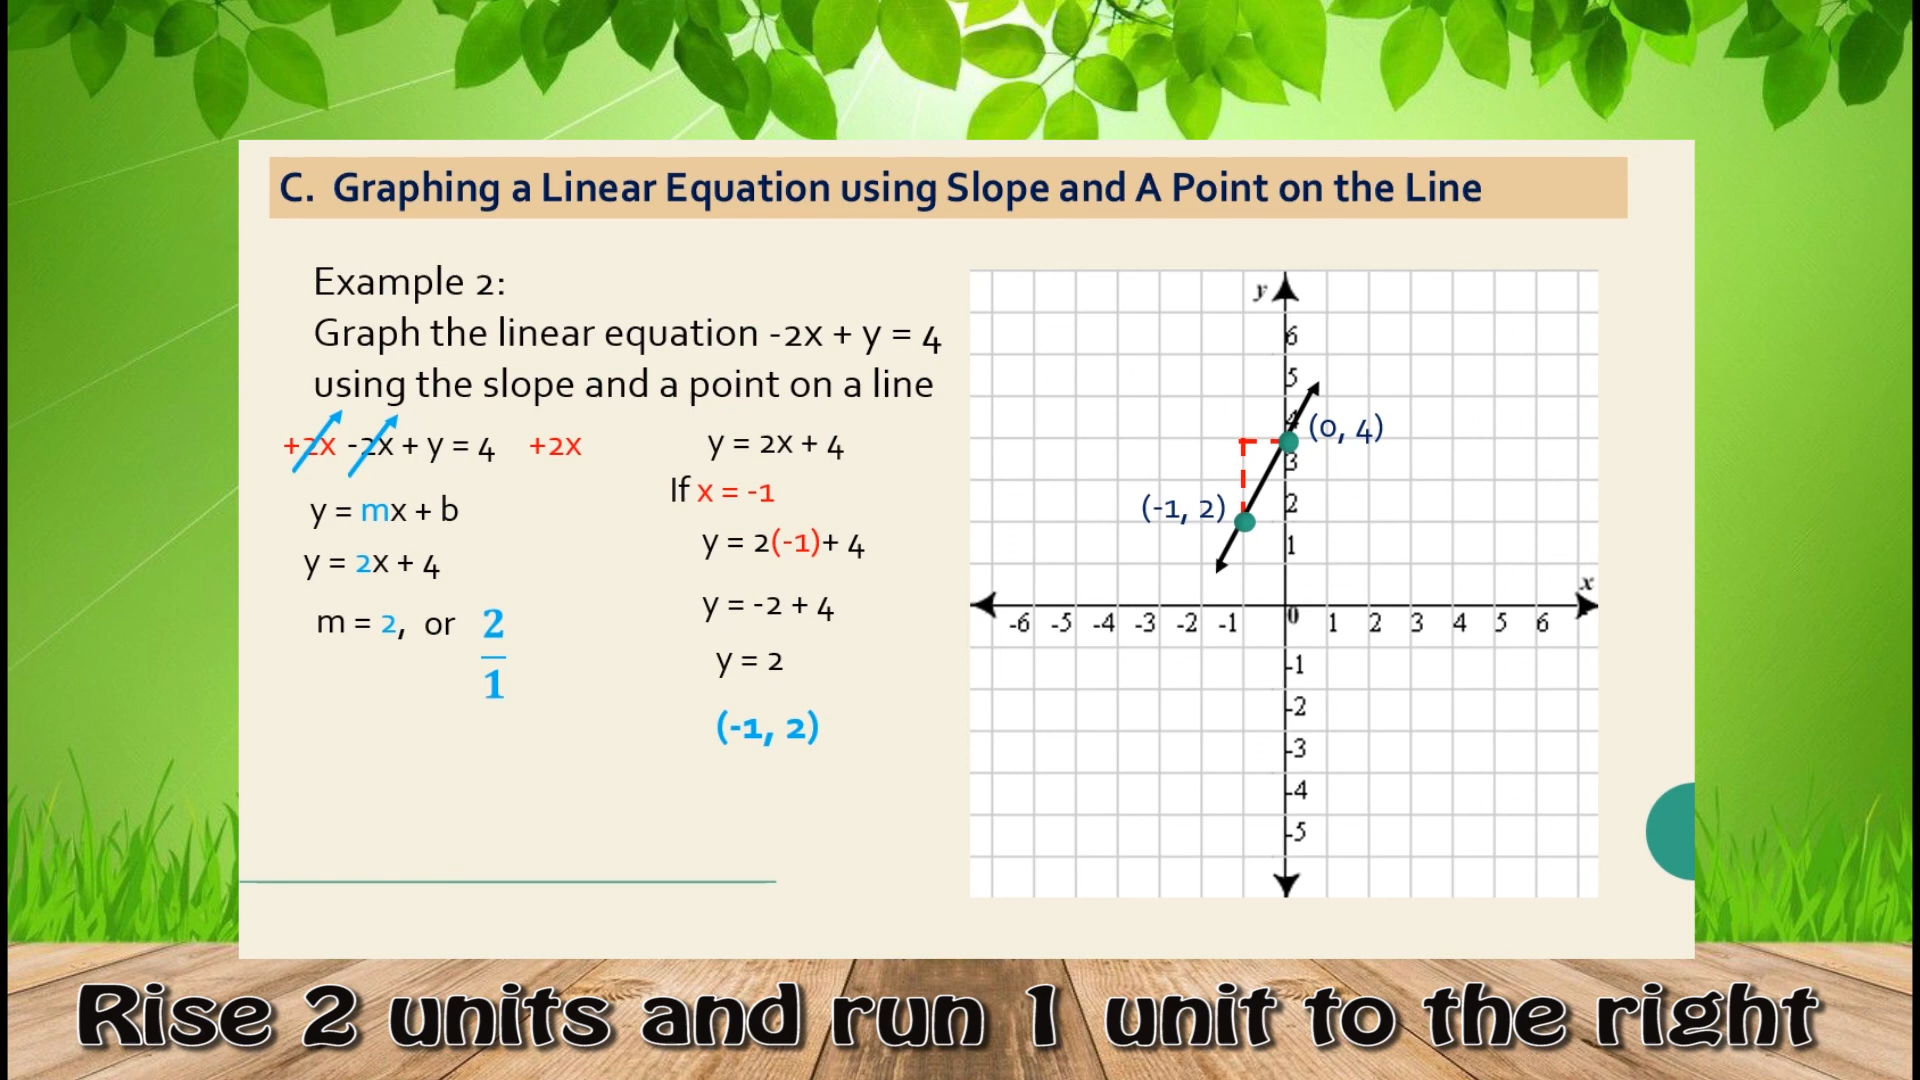 C. Graphing a Linear Equation using Slope and A Point on the Line
Example 2:
Graph the linear equation -2x + y = 4
using the slope and a point on a line
+2x -2x + y = 4 +2x
y = mx + b
y = 2x + 4
m = 2, or 2/1
y = 2x + 4
If x = -1
y = 2(-1)+ 4
y = -2 + 4
y = 2
(-1, 2)
y
6
5
4
(0, 4)
3
(-1, 2)
2
1
x
-6 -5 -4 -3 -2 -1 0 1 2 3 4 5 6
-1
-2
-3
-4
-5
Rise 2 units and run 1 unit to the right